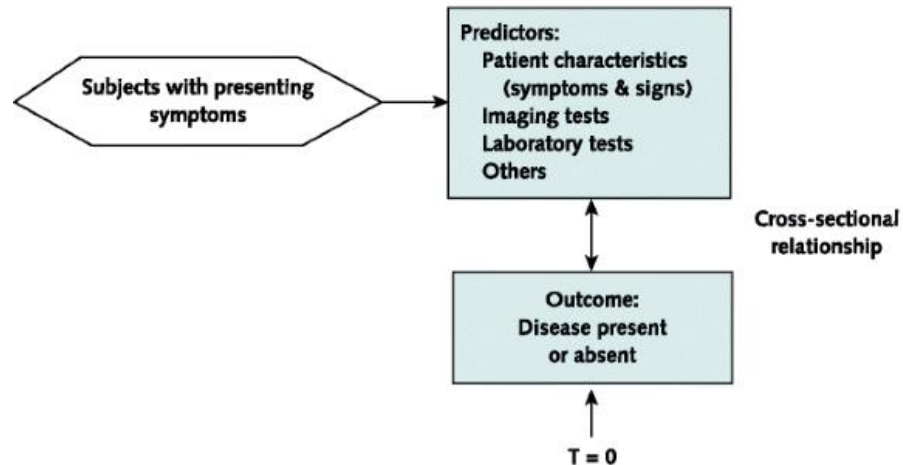 Subjects with presenting
symptoms
Predictors:
Patient characteristics
(symptoms & signs)
Imaging tests
Laboratory tests
Others
Cross-sectional
relationship
Outcome:
Disease present
or absent
T = 0